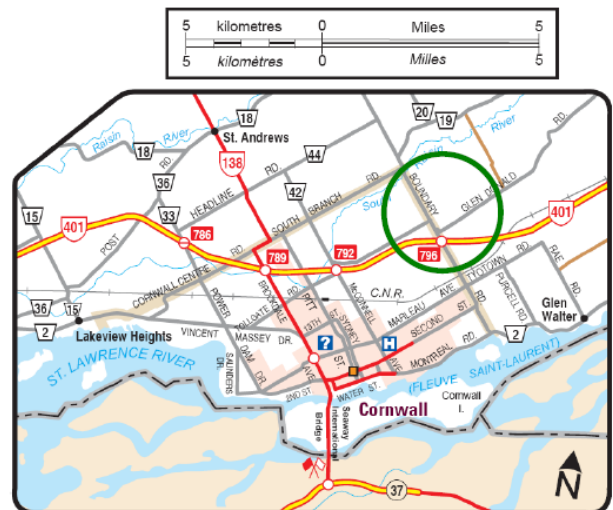 5 kilometres 0 Miles 5
5 kilomètres 0 Milles 5
20
18
19
RIVER
Raisin
River
St. Andrews
18
RD.
44
Raisin
River
36
138
RD.
HEADLINE
RD.
42
BOUNDARY
GLEN DONALD
15
33
SOUTH BRANCH RD.
South
401
POST
786
789
792
796
401
RD.
CORNWALL CENTRE RD.
C.N.R.
TYOTOWN
RAE
RD.
36
15
2
POWER
TOLLGATE
BROOKDALE
PITT
13TH
SYDNEY
McCONNELL
MARLEAU AVE
SECOND ST.
RD.
PURCELL RD.
Glen
Walter
Lakeview Heights
VINCENT
MASSEY DR.
?
H
2
ST. LAWRENCE RIVER
SAUNDERS
DR.
DAM
DR.
AVE
ST.
AVE
MONTREAL RD.
2ND ST.
WATER ST.
(FLEUVE SAINT-LAURENT)
Cornwall
Cornwall
I.
Seaway
International
Bridge
37
N